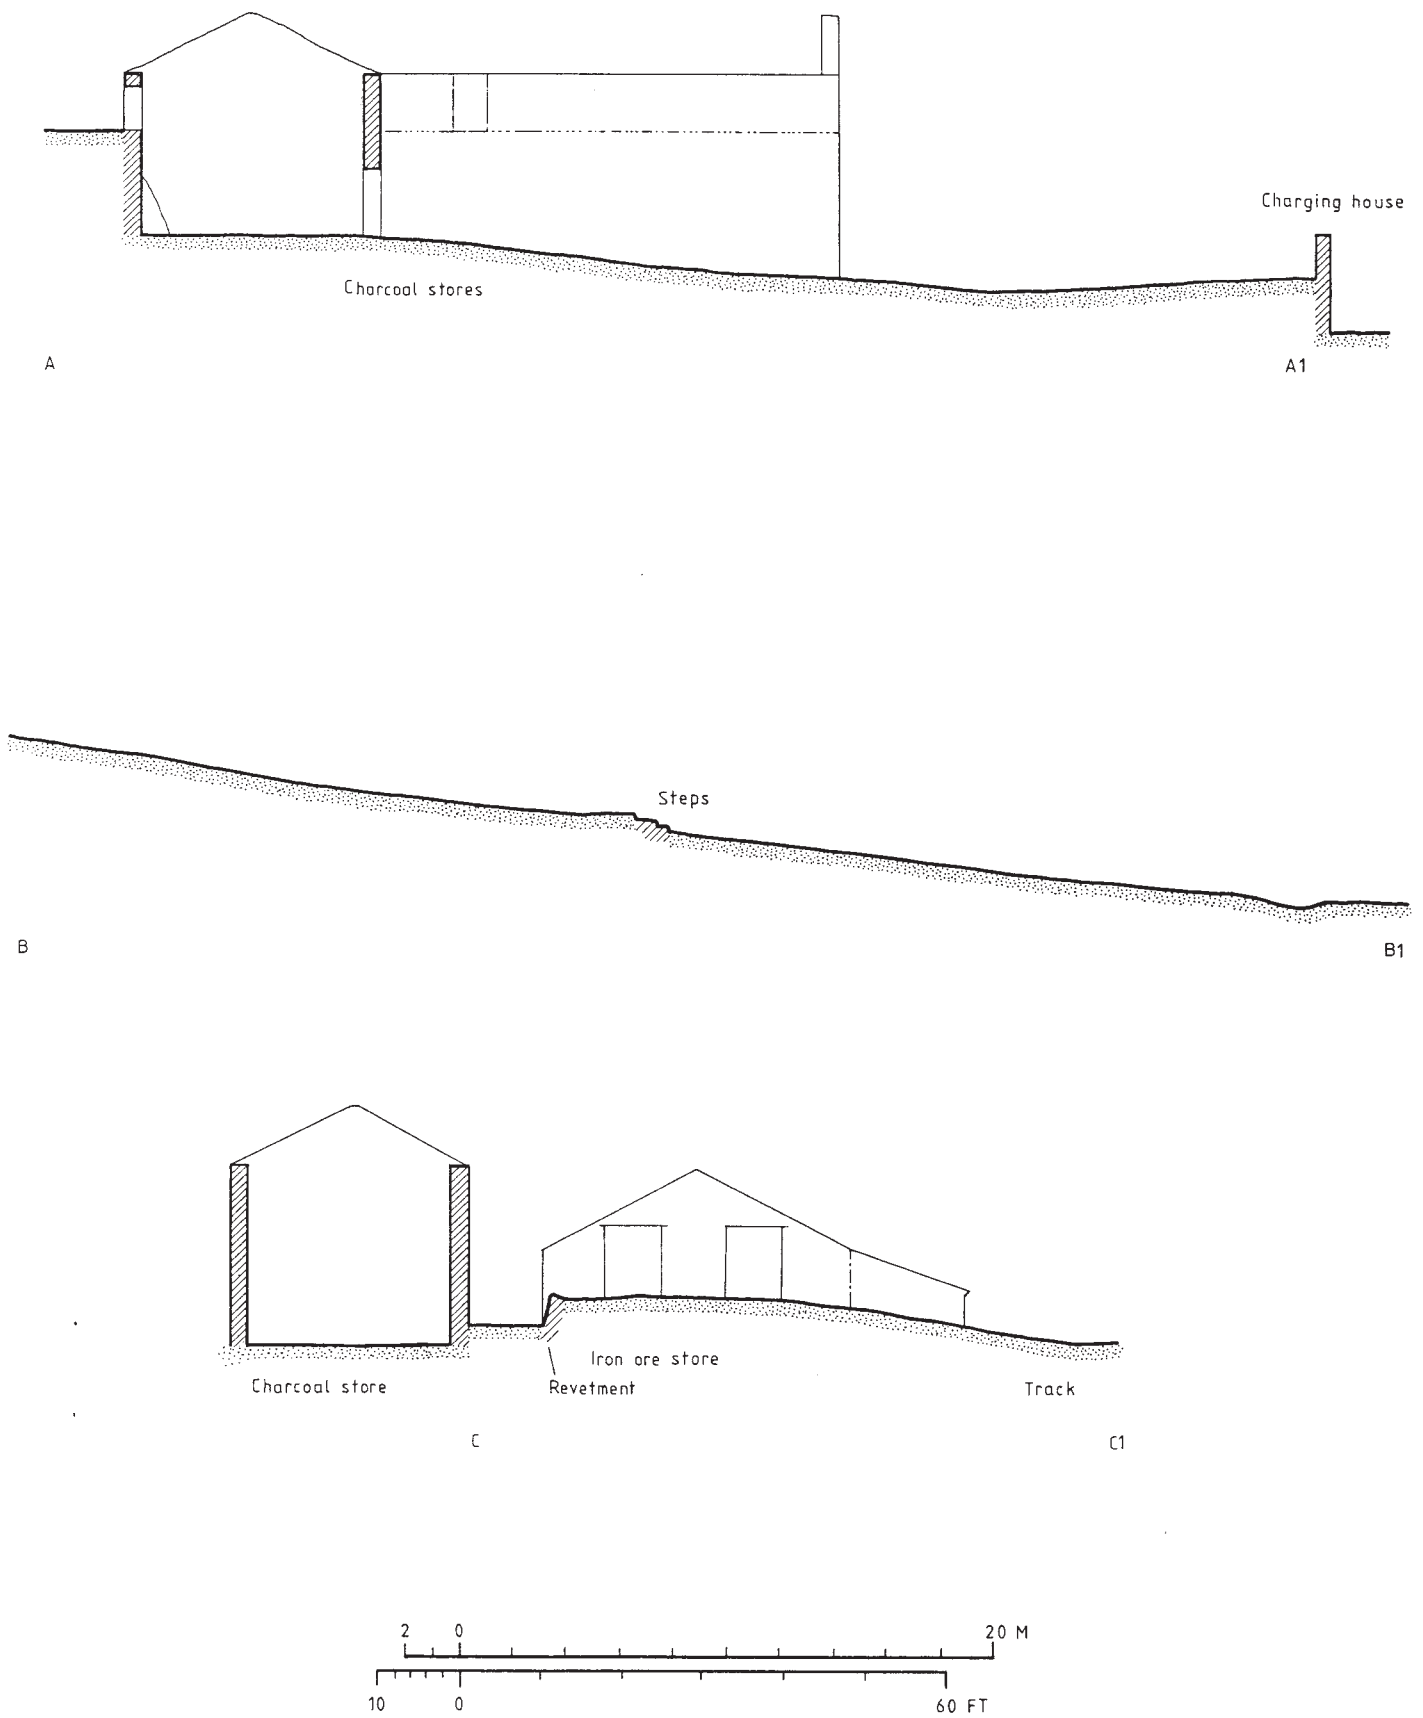 Charging house
Charcoal stores
A A1
Steps
B B1
Iron ore store
Charcoal store Revetment Track
C C1
2 0 20 M
10 0 60 FT